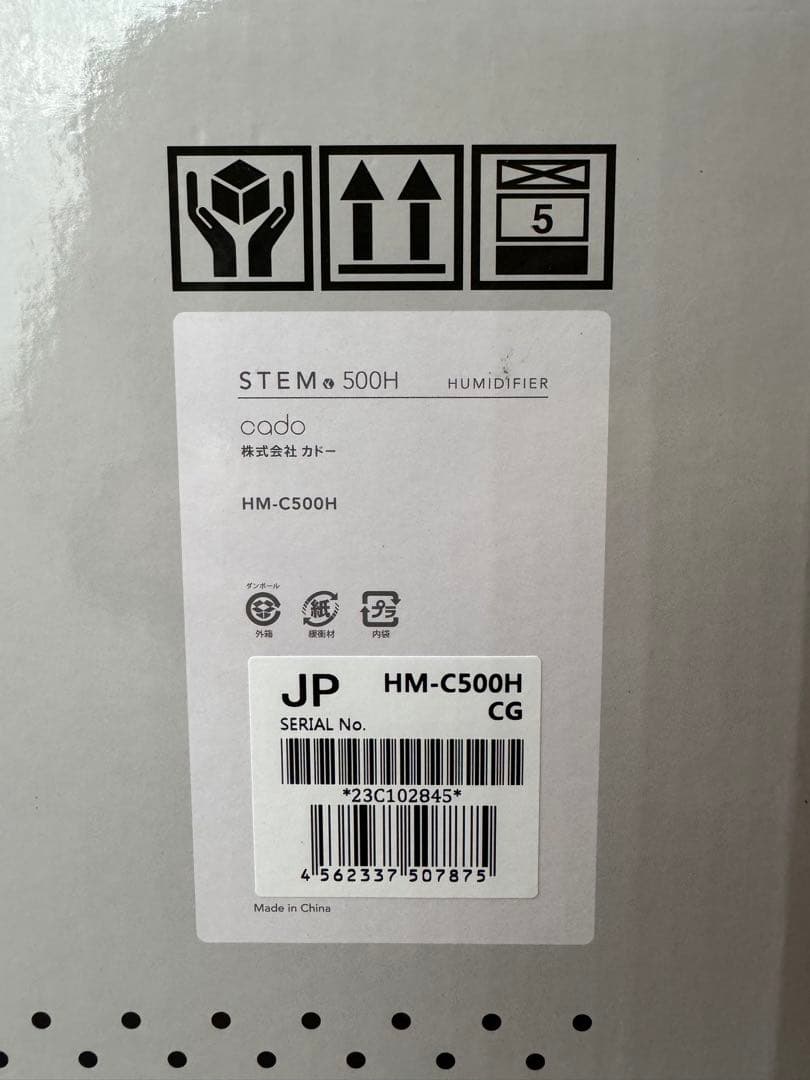 5
STEM 500H HUMIDIFIER
cado
株式会社 カドー
HM-C500H
ダンボール
外箱
紙
緩衝材
プラ
内袋
JP HM-C500H
CG
SERIAL No.
*23C102845*
4 562337 507875
Made in China